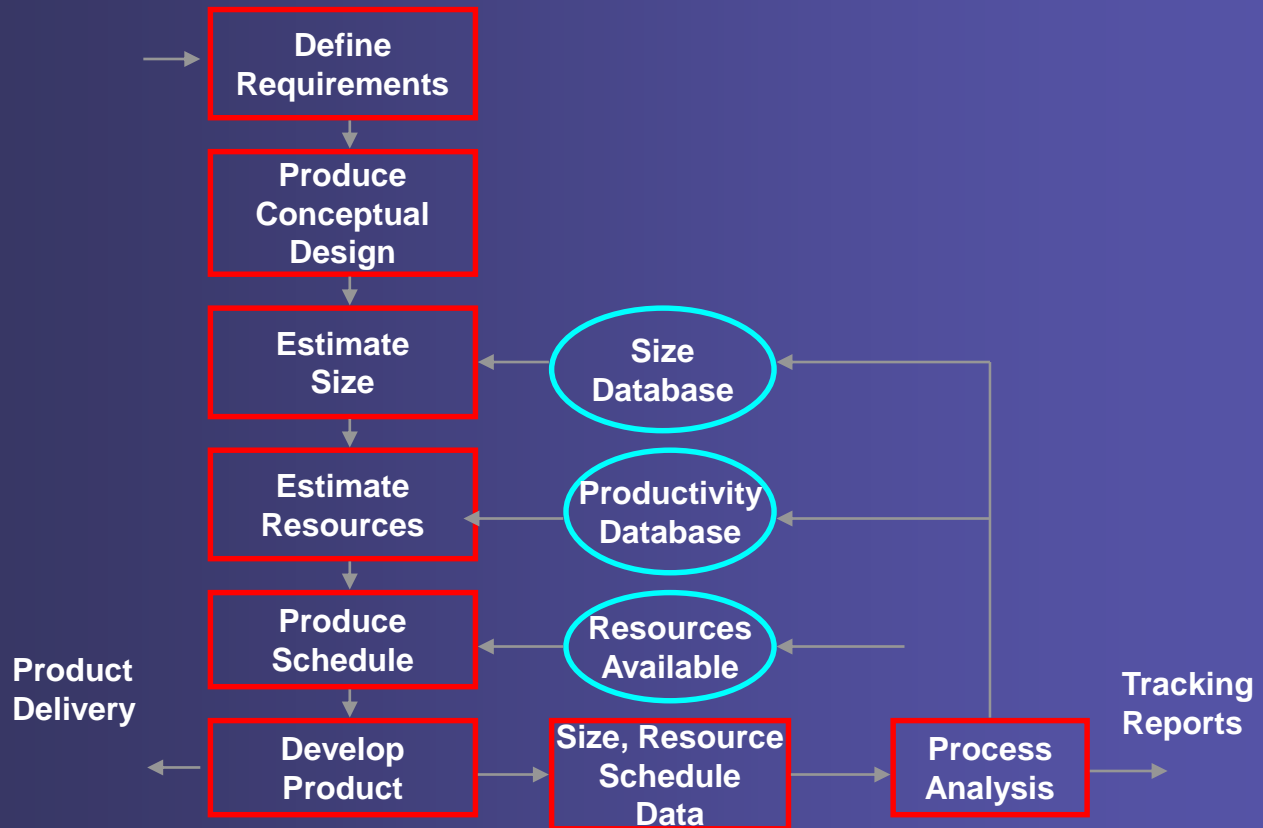 Define
Requirements
Produce
Conceptual
Design
Estimate
Size
Size
Database
Estimate
Resources
Productivity
Database
Produce
Schedule
Resources
Available
Product
Delivery
Tracking
Reports
Develop
Product
Size, Resource
Schedule
Data
Process
Analysis